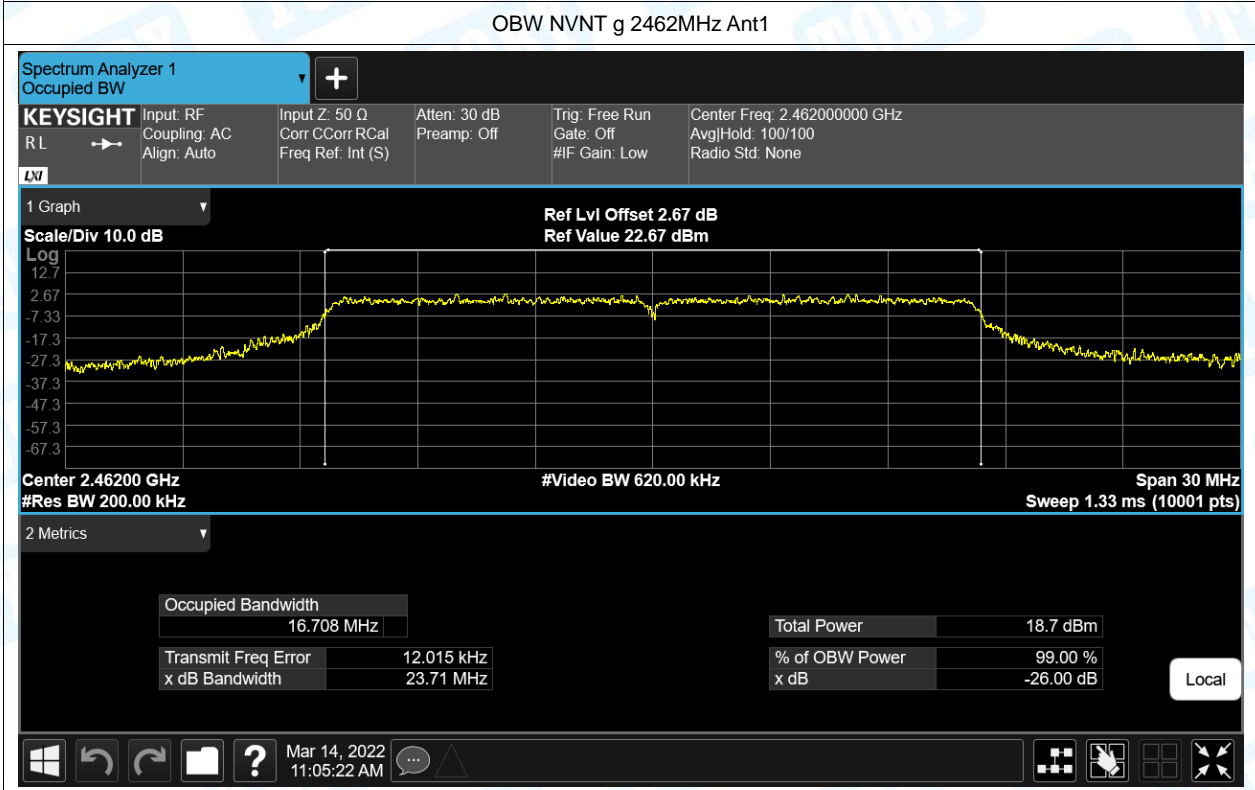 OBW NVNT g 2462MHz Ant1
Spectrum Analyzer 1
Occupied BW
KEYSIGHT
R L
LXI
Input: RF
Coupling: AC
Align: Auto
Input Z: 50 Ω
Corr CCorr RCal
Freq Ref: Int (S)
Atten: 30 dB
Preamp: Off
Trig: Free Run
Gate: Off
#IF Gain: Low
Center Freq: 2.462000000 GHz
Avg|Hold: 100/100
Radio Std: None
1 Graph
Ref Lvl Offset 2.67 dB
Scale/Div 10.0 dB
Ref Value 22.67 dBm
Log
12.7
2.67
-7.33
-17.3
-27.3
-37.3
-47.3
-57.3
-67.3
Center 2.46200 GHz
#Video BW 620.00 kHz
Span 30 MHz
#Res BW 200.00 kHz
Sweep 1.33 ms (10001 pts)
2 Metrics
Occupied Bandwidth
16.708 MHz
Total Power 18.7 dBm
Transmit Freq Error 12.015 kHz
% of OBW Power 99.00 %
x dB Bandwidth 23.71 MHz
x dB -26.00 dB
Local
Mar 14, 2022
11:05:22 AM
TOBY